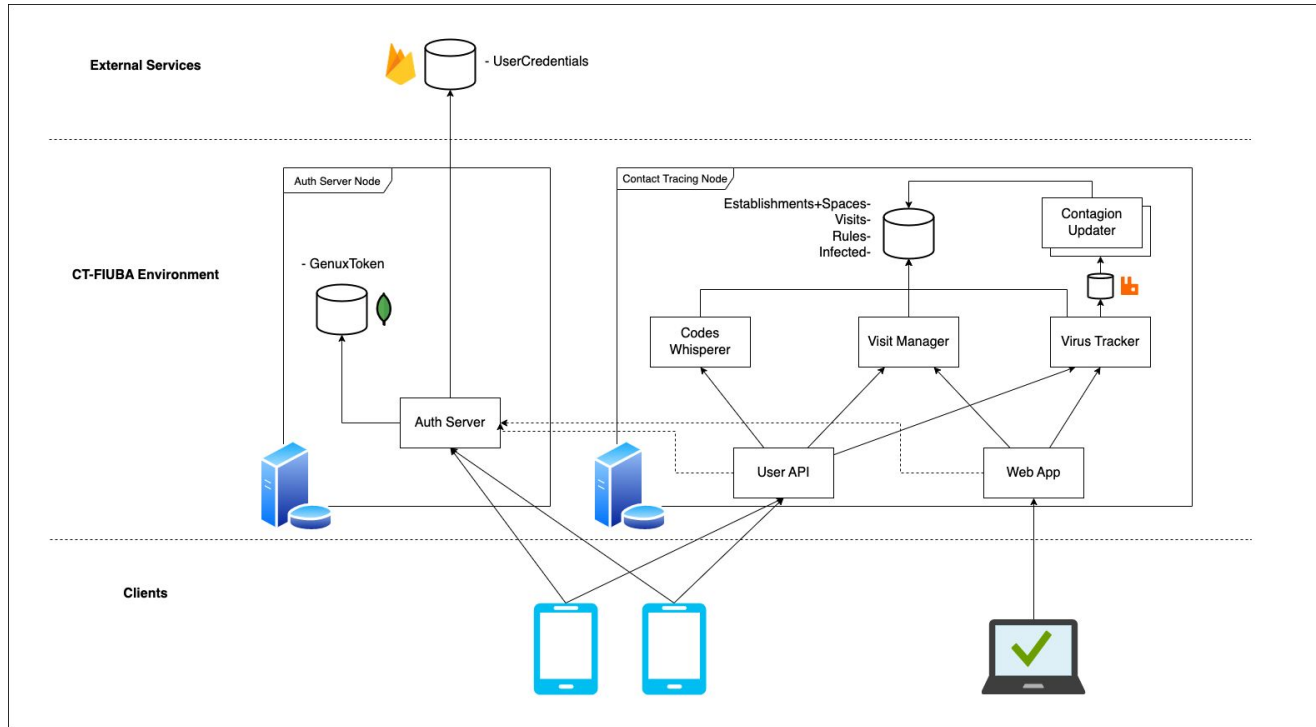 External Services
- UserCredentials
Auth Server Node
Contact Tracing Node
Establishments+Spaces-
Visits-
Rules-
Infected-
Contagion
Updater
CT-FIUBA Environment
- GenuxToken
Codes
Whisperer
Visit Manager
Virus Tracker
Auth Server
User API
Web App
Clients